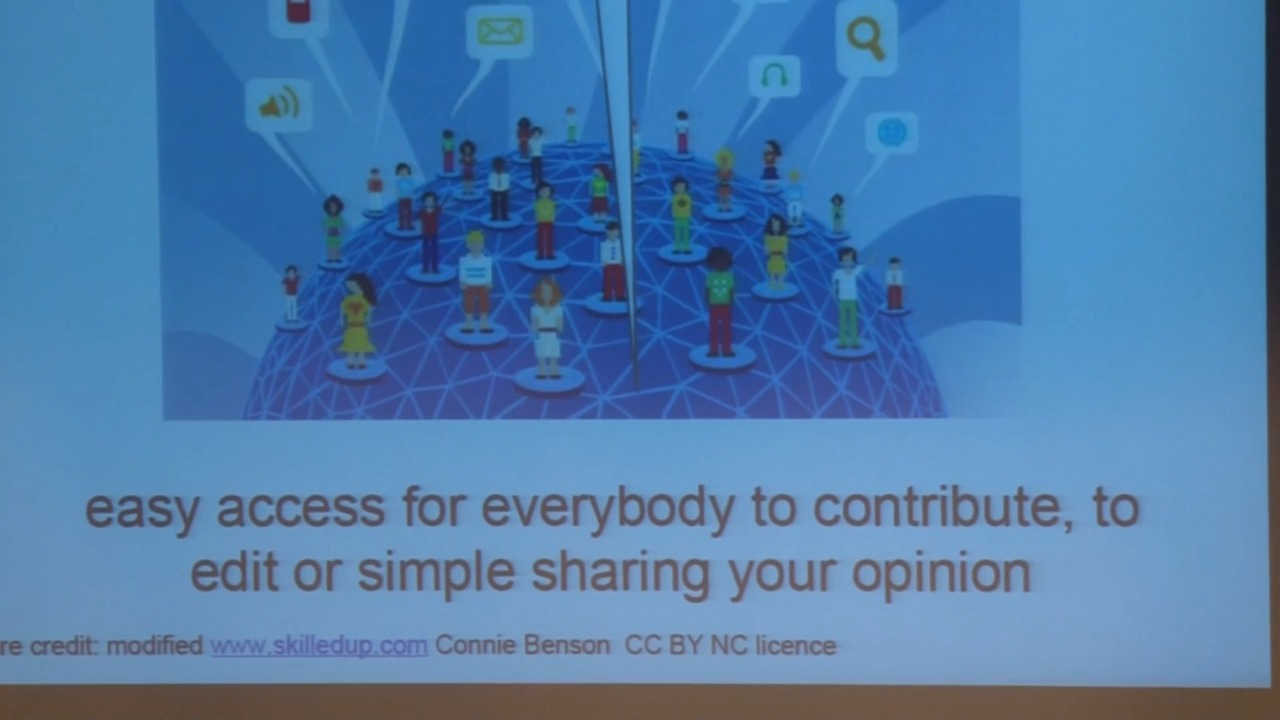 easy access for everybody to contribute, to
edit or simple sharing your opinion
re credit: modified www.skilledup.com Connie Benson CC BY NC licence